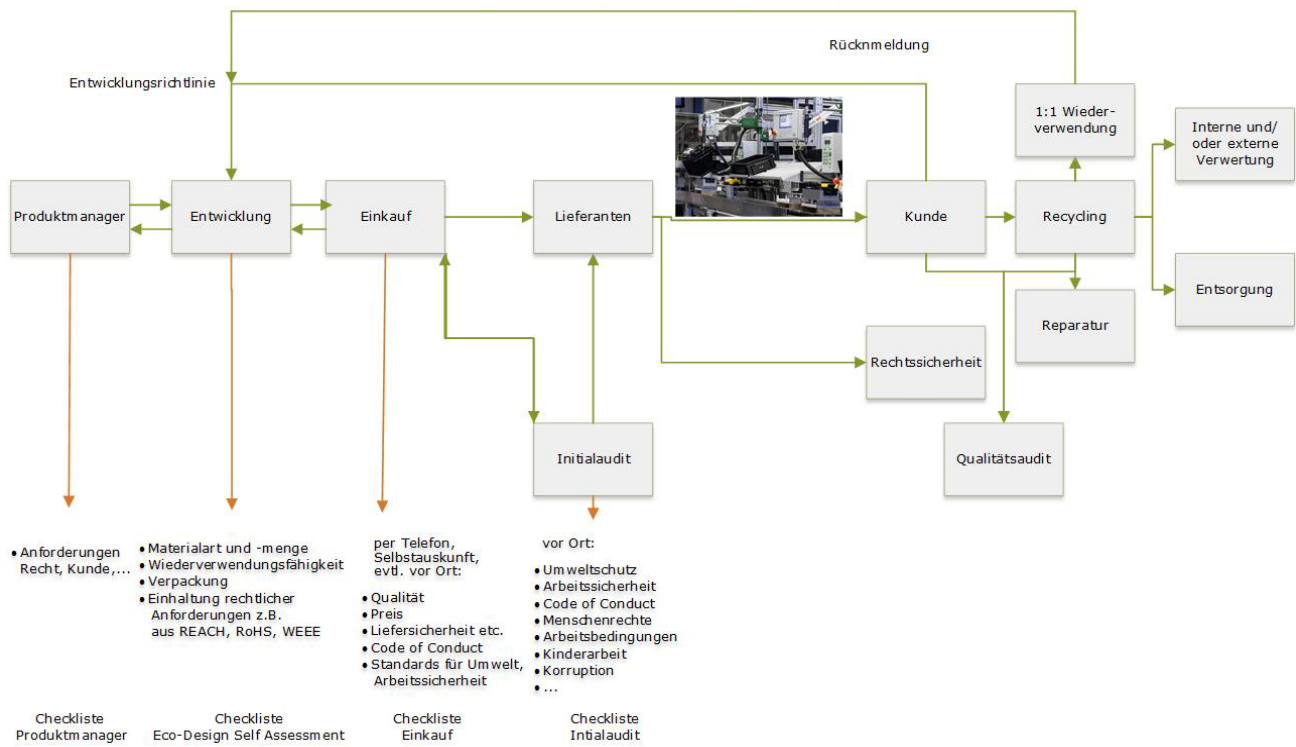 Rücknmeldung
Entwicklungsrichtlinie
1:1 Wieder-
verwendung
Interne und/
oder externe
Verwertung
Produktmanager
Entwicklung
Einkauf
Lieferanten
Kunde
Recycling
Entsorgung
Reparatur
Rechtssicherheit
Initialaudit
Qualitätsaudit
• Anforderungen
Recht, Kunde,...
• Materialart und -menge
• Wiederverwendungsfähigkeit
• Verpackung
• Einhaltung rechtlicher
Anforderungen z.B.
aus REACH, RoHS, WEEE
per Telefon,
Selbstauskunft,
evtl. vor Ort:
• Qualität
• Preis
• Liefersicherheit etc.
• Code of Conduct
• Standards für Umwelt,
Arbeitssicherheit
vor Ort:
• Umweltschutz
• Arbeitssicherheit
• Code of Conduct
• Menschenrechte
• Arbeitsbedingungen
• Kinderarbeit
• Korruption
• ...
Checkliste
Produktmanager
Checkliste
Eco-Design Self Assessment
Checkliste
Einkauf
Checkliste
Intialaudit